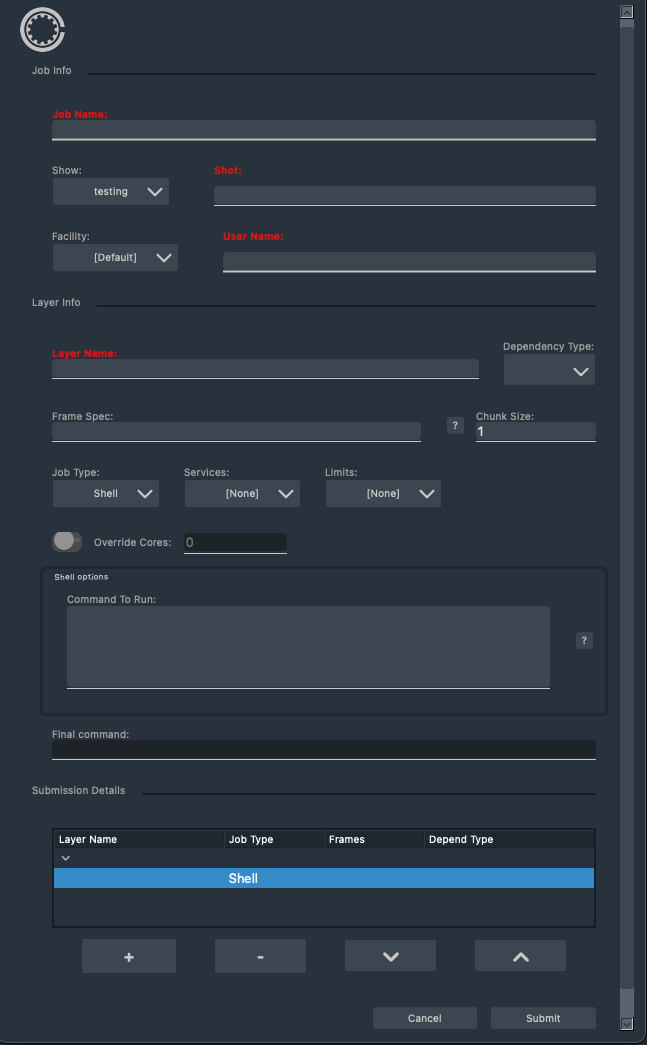 Job Info
Job Name:
Show: Shot:
testing
Facility: User Name:
[Default]
Layer Info
Layer Name: Dependency Type:
Frame Spec: ? Chunk Size:
1
Job Type: Services: Limits:
Shell [None] [None]
Override Cores: 0
Shell options
Command To Run:
?
Final command:
Submission Details
Layer Name Job Type Frames Depend Type
Shell
+ -
Cancel Submit